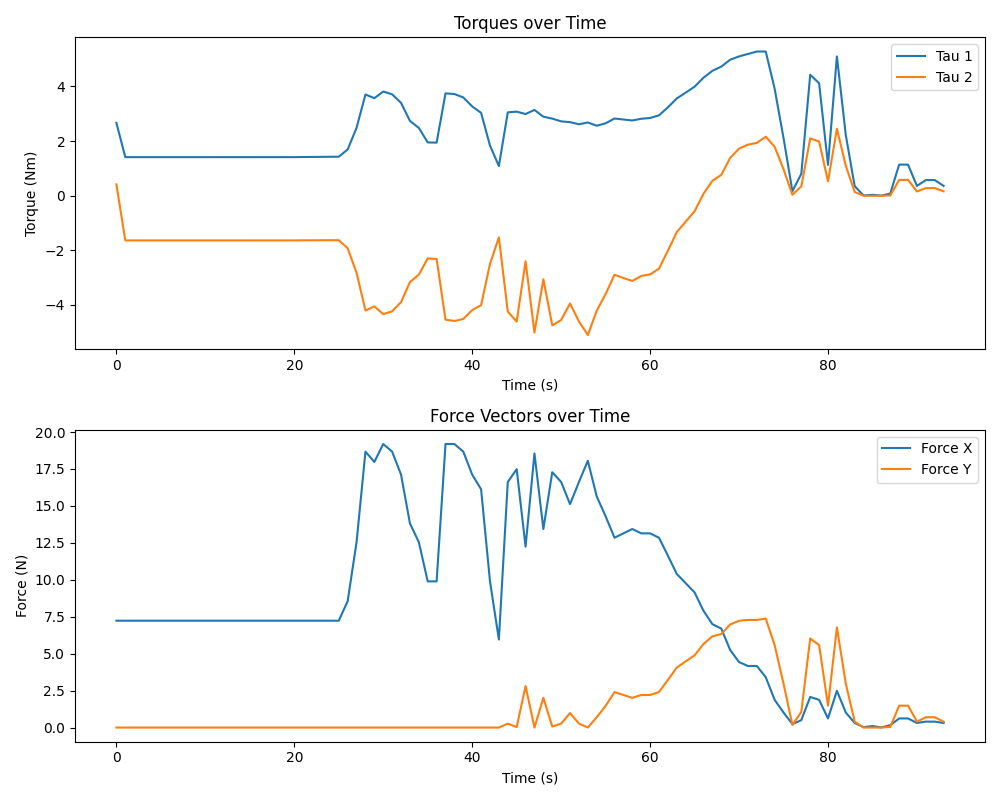 Torques over Time
Tau 1
Tau 2
Torque (Nm)
4
2
0
−2
−4
0 20 40 60 80
Time (s)
Force Vectors over Time
Force X
Force Y
Force (N)
20.0
17.5
15.0
12.5
10.0
7.5
5.0
2.5
0.0
0 20 40 60 80
Time (s)